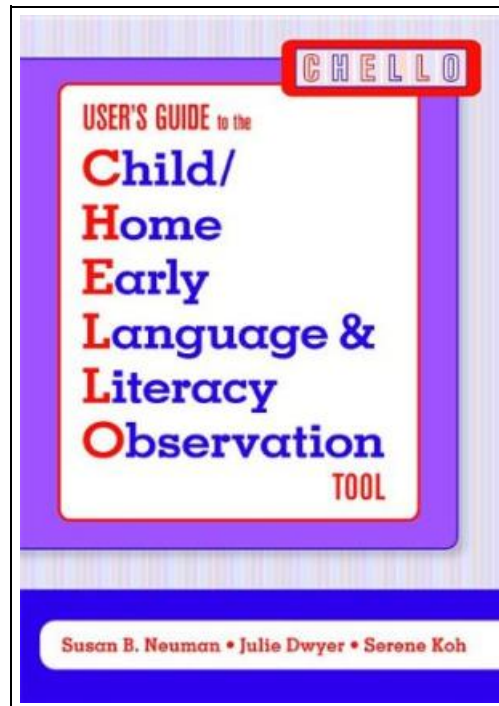 CHELLO
USER'S GUIDE to the
Child/
Home
Early
Language &
Literacy
Observation
TOOL
Susan B. Neuman • Julie Dwyer • Serene Koh